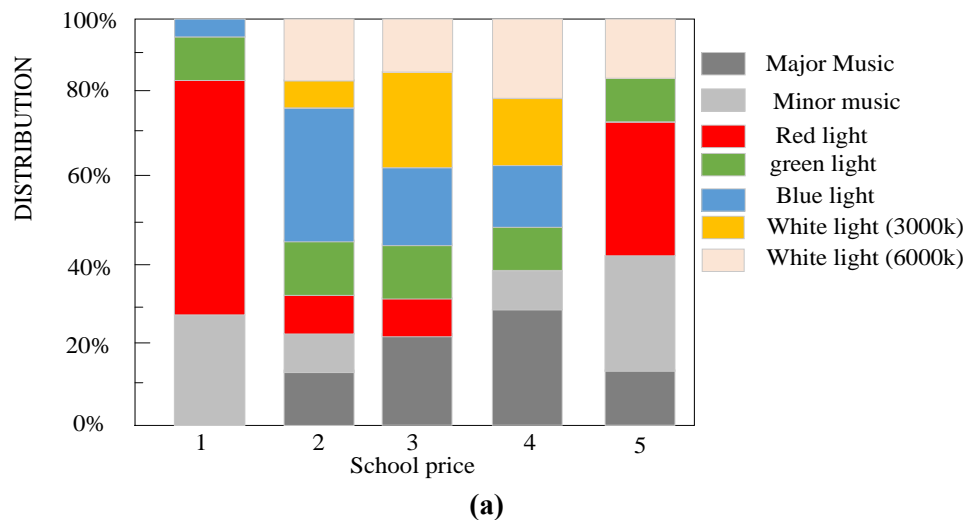 100%
80%
60%
40%
20%
0%
DISTRIBUTION
1 2 3 4 5
School price
Major Music
Minor music
Red light
green light
Blue light
White light (3000k)
White light (6000k)
(a)